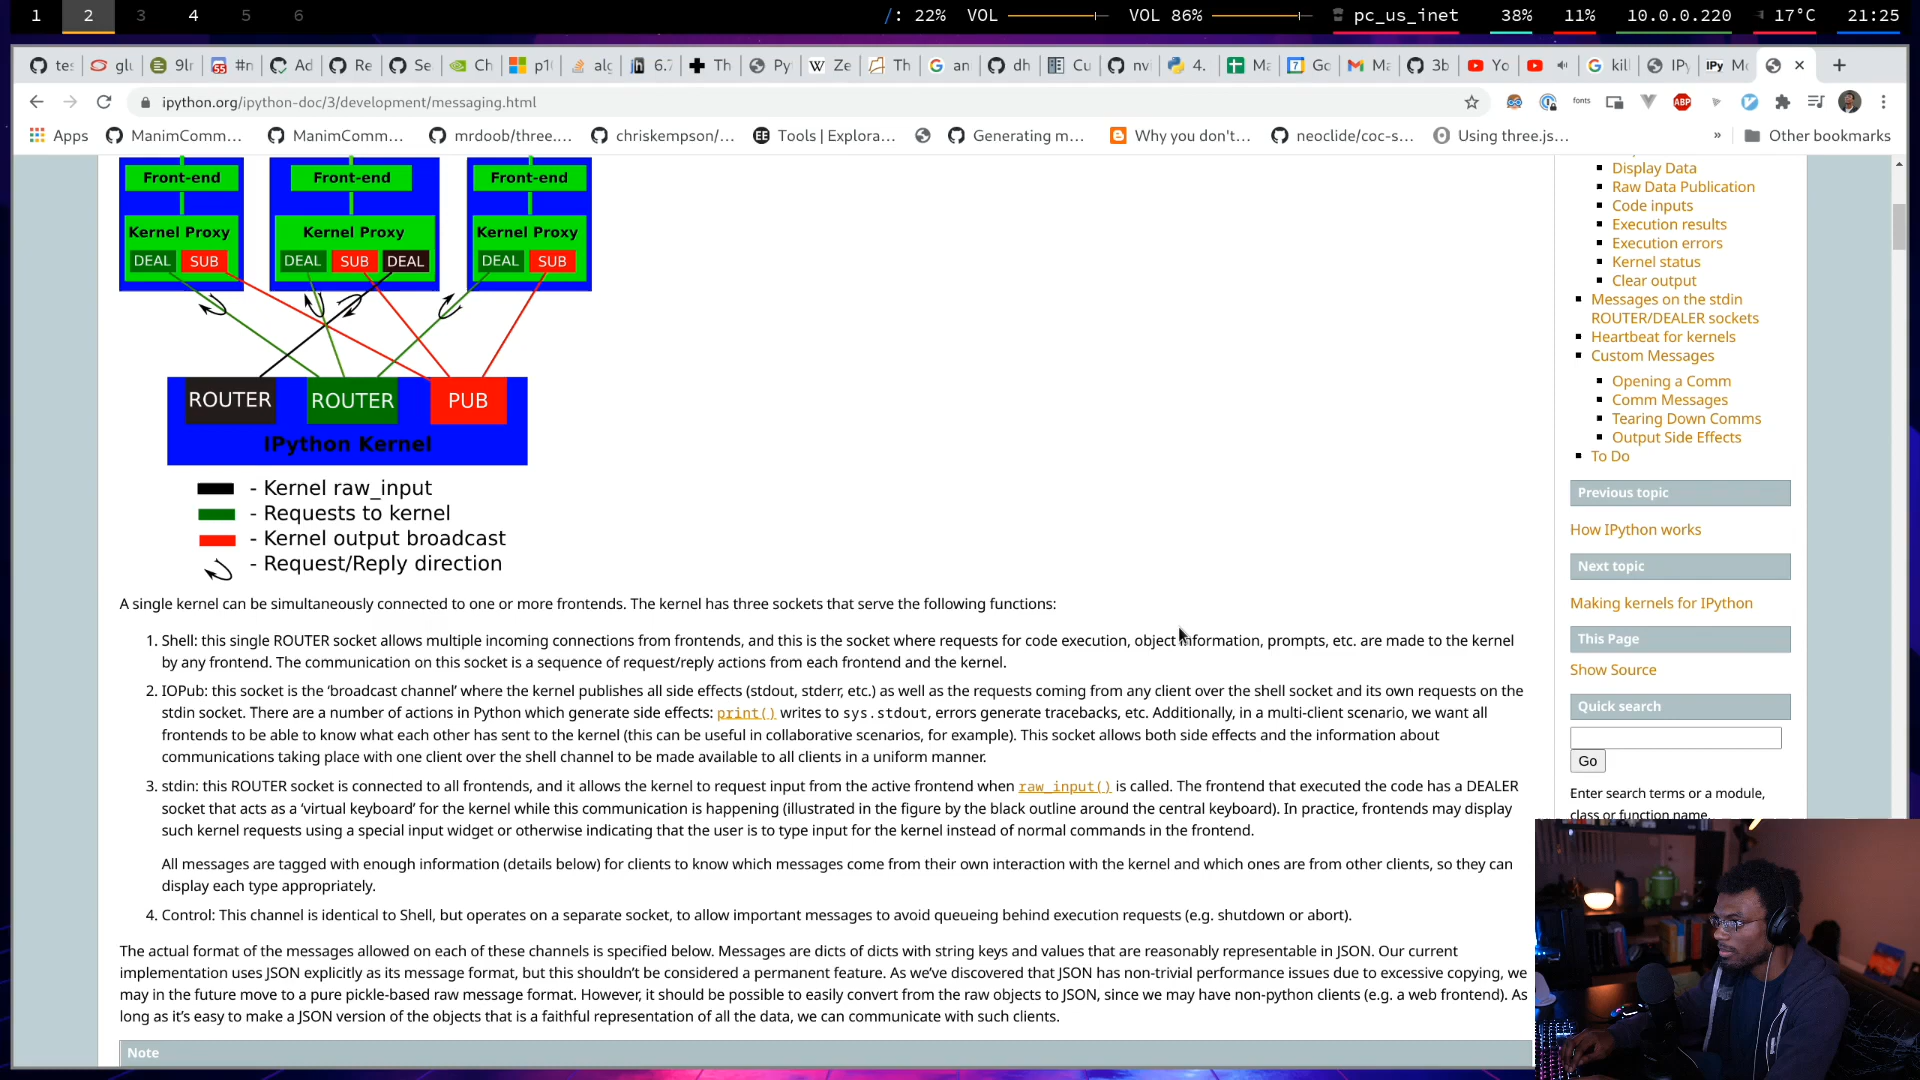 1 2 3 4 5 6 /: 22% VOL VOL 86% pc_us_inet 38% 11% 10.0.0.220 17°C 21:25
tes glu 9lr #n Ad Re Se Ch p1( alg 6.7 Th Py Ze Th an dh Cu nvi 4. Ma Go Ma 3b Yo kill IPy Mc
ipython.org/ipython-doc/3/development/messaging.html
Apps ManimComm... ManimComm... mrdoob/three.... chriskempson/... Tools | Explora... Generating m... Why you don't... neoclide/coc-s... Using three.js... » Other bookmarks
Front-end Front-end Front-end
Kernel Proxy Kernel Proxy Kernel Proxy
DEAL SUB DEAL SUB DEAL DEAL SUB
ROUTER ROUTER PUB
IPython Kernel
- Kernel raw_input
- Requests to kernel
- Kernel output broadcast
- Request/Reply direction
A single kernel can be simultaneously connected to one or more frontends. The kernel has three sockets that serve the following functions:
1. Shell: this single ROUTER socket allows multiple incoming connections from frontends, and this is the socket where requests for code execution, object information, prompts, etc. are made to the kernel
by any frontend. The communication on this socket is a sequence of request/reply actions from each frontend and the kernel.
2. IOPub: this socket is the ‘broadcast channel’ where the kernel publishes all side effects (stdout, stderr, etc.) as well as the requests coming from any client over the shell socket and its own requests on the
stdin socket. There are a number of actions in Python which generate side effects: print() writes to sys.stdout, errors generate tracebacks, etc. Additionally, in a multi-client scenario, we want all
frontends to be able to know what each other has sent to the kernel (this can be useful in collaborative scenarios, for example). This socket allows both side effects and the information about
communications taking place with one client over the shell channel to be made available to all clients in a uniform manner.
3. stdin: this ROUTER socket is connected to all frontends, and it allows the kernel to request input from the active frontend when raw_input() is called. The frontend that executed the code has a DEALER
socket that acts as a ‘virtual keyboard’ for the kernel while this communication is happening (illustrated in the figure by the black outline around the central keyboard). In practice, frontends may display
such kernel requests using a special input widget or otherwise indicating that the user is to type input for the kernel instead of normal commands in the frontend.
All messages are tagged with enough information (details below) for clients to know which messages come from their own interaction with the kernel and which ones are from other clients, so they can
display each type appropriately.
4. Control: This channel is identical to Shell, but operates on a separate socket, to allow important messages to avoid queueing behind execution requests (e.g. shutdown or abort).
The actual format of the messages allowed on each of these channels is specified below. Messages are dicts of dicts with string keys and values that are reasonably representable in JSON. Our current
implementation uses JSON explicitly as its message format, but this shouldn’t be considered a permanent feature. As we’ve discovered that JSON has non-trivial performance issues due to excessive copying, we
may in the future move to a pure pickle-based raw message format. However, it should be possible to easily convert from the raw objects to JSON, since we may have non-python clients (e.g. a web frontend). As
long as it’s easy to make a JSON version of the objects that is a faithful representation of all the data, we can communicate with such clients.
Note
Display Data
Raw Data Publication
Code inputs
Execution results
Execution errors
Kernel status
Clear output
Messages on the stdin
ROUTER/DEALER sockets
Heartbeat for kernels
Custom Messages
Opening a Comm
Comm Messages
Tearing Down Comms
Output Side Effects
To Do
Previous topic
How IPython works
Next topic
Making kernels for IPython
This Page
Show Source
Quick search
Go
Enter search terms or a module,
class or function name.